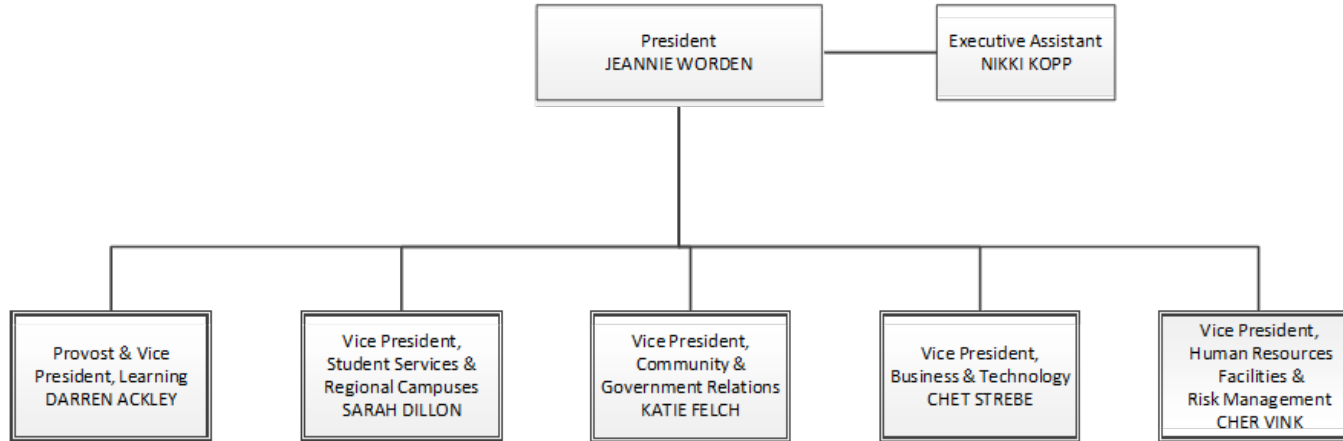 President
JEANNIE WORDEN
Executive Assistant
NIKKI KOPP
Provost & Vice
President, Learning
DARREN ACKLEY
Vice President,
Student Services &
Regional Campuses
SARAH DILLON
Vice President,
Community &
Government Relations
KATIE FELCH
Vice President,
Business & Technology
CHET STREBE
Vice President,
Human Resources
Facilities &
Risk Management
CHER VINK